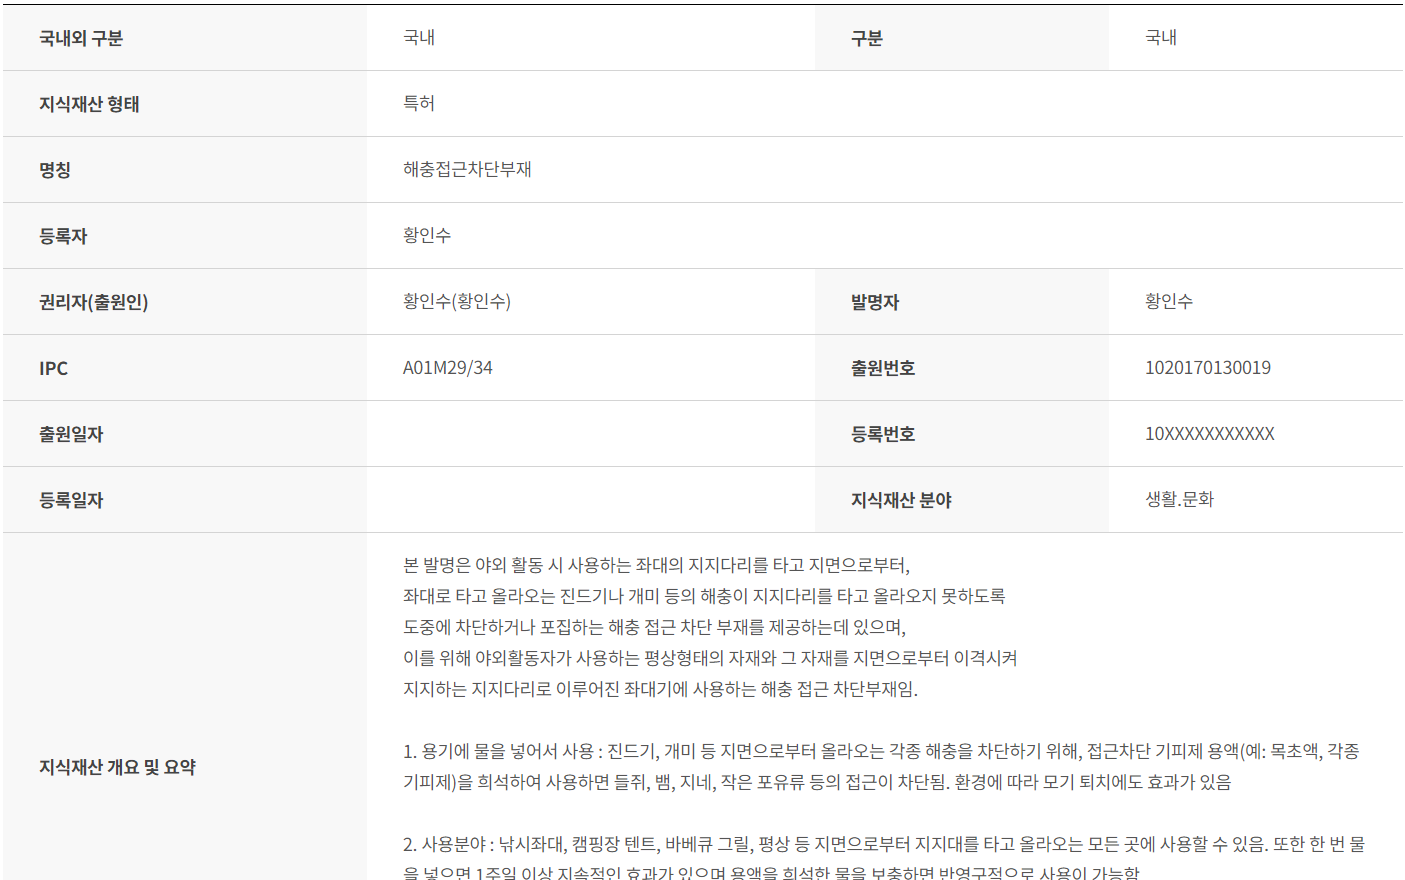 국내외 구분 국내 구분 국내
지식재산 형태 특허
명칭 해충접근차단부재
등록자 황인수
권리자(출원인) 황인수(황인수) 발명자 황인수
IPC A01M29/34 출원번호 1020170130019
출원일자 등록번호 10XXXXXXXXXXX
등록일자 지식재산 분야 생활.문화
지식재산 개요 및 요약
본 발명은 야외 활동 시 사용하는 좌대의 지지다리를 타고 지면으로부터,
좌대로 타고 올라오는 진드기나 개미 등의 해충이 지지다리를 타고 올라오지 못하도록
도중에 차단하거나 포집하는 해충 접근 차단 부재를 제공하는데 있으며,
이를 위해 야외활동자가 사용하는 평상형태의 자재와 그 자재를 지면으로부터 이격시켜
지지하는 지지다리로 이루어진 좌대기에 사용하는 해충 접근 차단부재임.
1. 용기에 물을 넣어서 사용 : 진드기, 개미 등 지면으로부터 올라오는 각종 해충을 차단하기 위해, 접근차단 기피제 용액(예: 목초액, 각종
기피제)을 희석하여 사용하면 들쥐, 뱀, 지네, 작은 포유류 등의 접근이 차단됨. 환경에 따라 모기 퇴치에도 효과가 있음
2. 사용분야 : 낚시좌대, 캠핑장 텐트, 바베큐 그릴, 평상 등 지면으로부터 지지대를 타고 올라오는 모든 곳에 사용할 수 있음. 또한 한 번 물
을 넣으면 1주일 이상 지속적인 효과가 있으며 용액을 희석한 물을 보충하면 반영구적으로 사용이 가능함